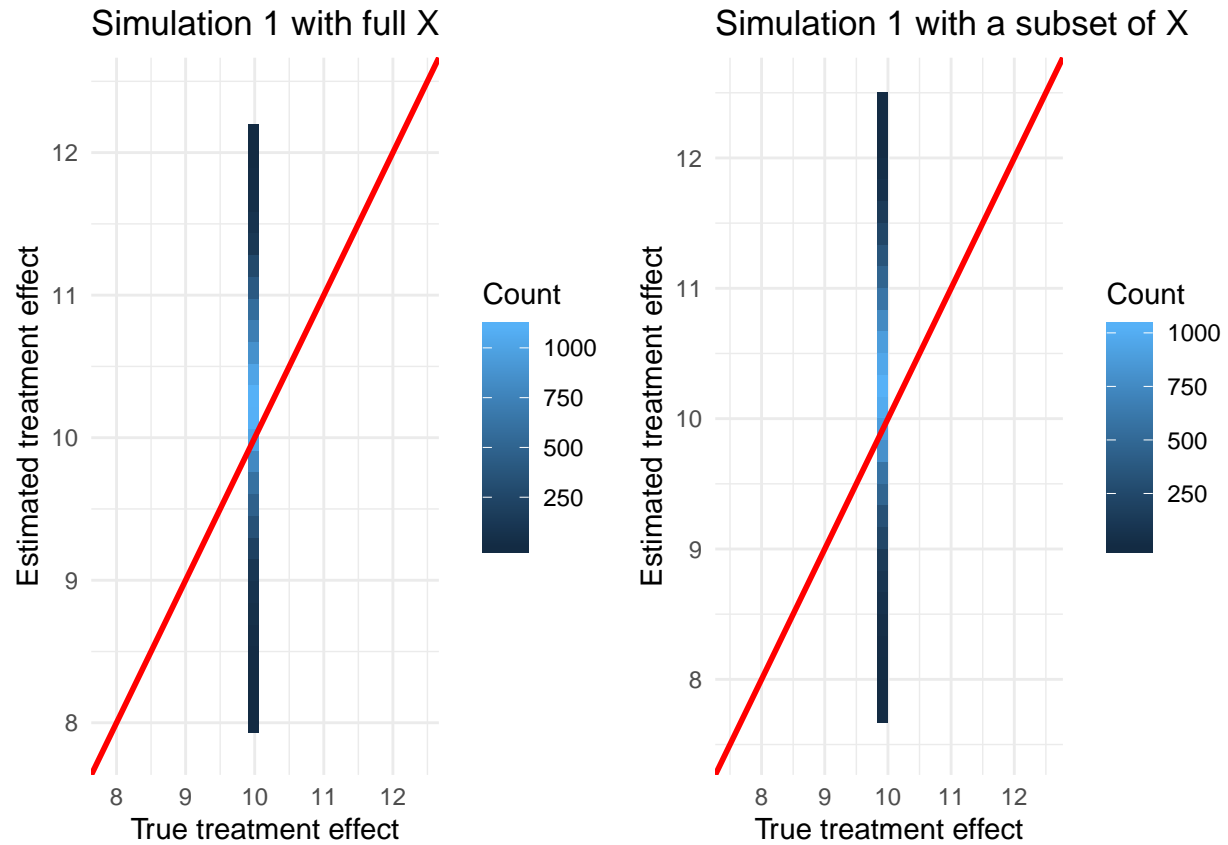 Simulation 1 with full X
Estimated treatment effect
12
11
10
9
8
8 9 10 11 12
True treatment effect
Count
1000
750
500
250
Simulation 1 with a subset of X
Estimated treatment effect
12
11
10
9
8
8 9 10 11 12
True treatment effect
Count
1000
750
500
250